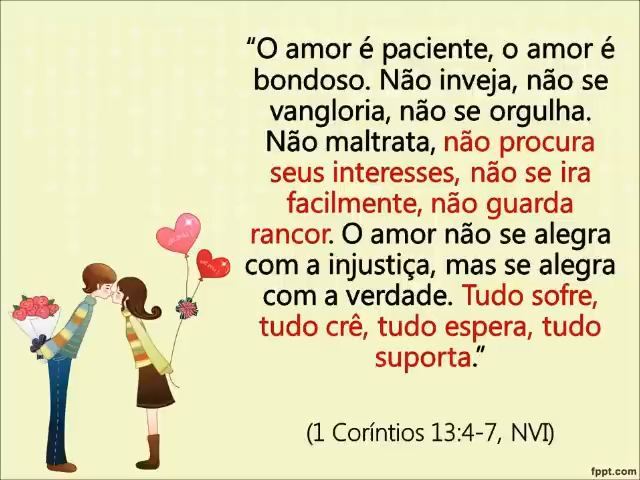 “O amor é paciente, o amor é
bondoso. Não inveja, não se
vangloria, não se orgulha.
Não maltrata, não procura
seus interesses, não se ira
facilmente, não guarda
rancor. O amor não se alegra
com a injustiça, mas se alegra
com a verdade. Tudo sofre,
tudo crê, tudo espera, tudo
suporta.”
(1 Coríntios 13:4-7, NVI)
fppt.com